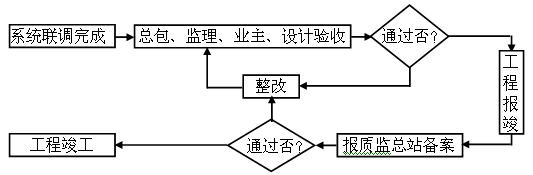 系统联调完成
总包、监理、业主、设计验收
通过否?
工程报竣
整改
工程竣工
通过否?
报质监总站备案